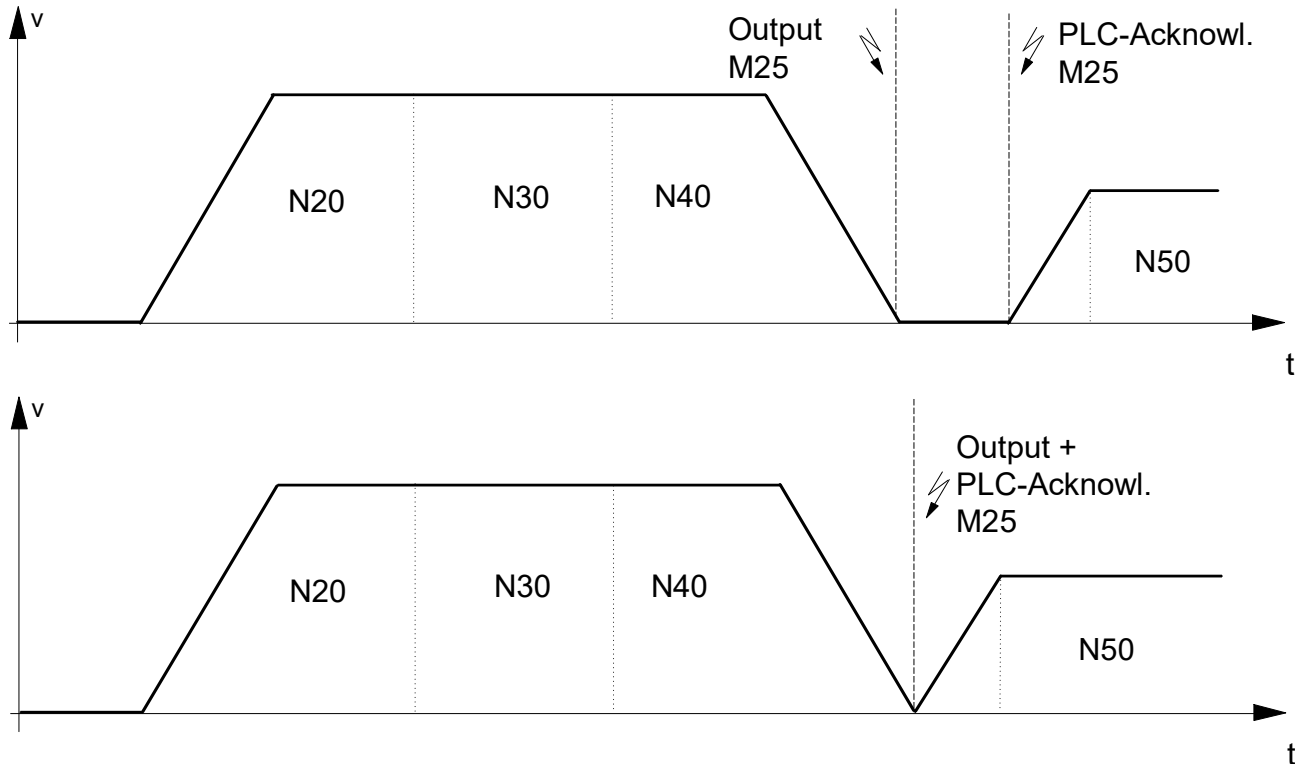 v
Output
M25
PLC-Acknowl.
M25
N20
N30
N40
N50
t
v
Output +
PLC-Acknowl.
M25
N20
N30
N40
N50
t